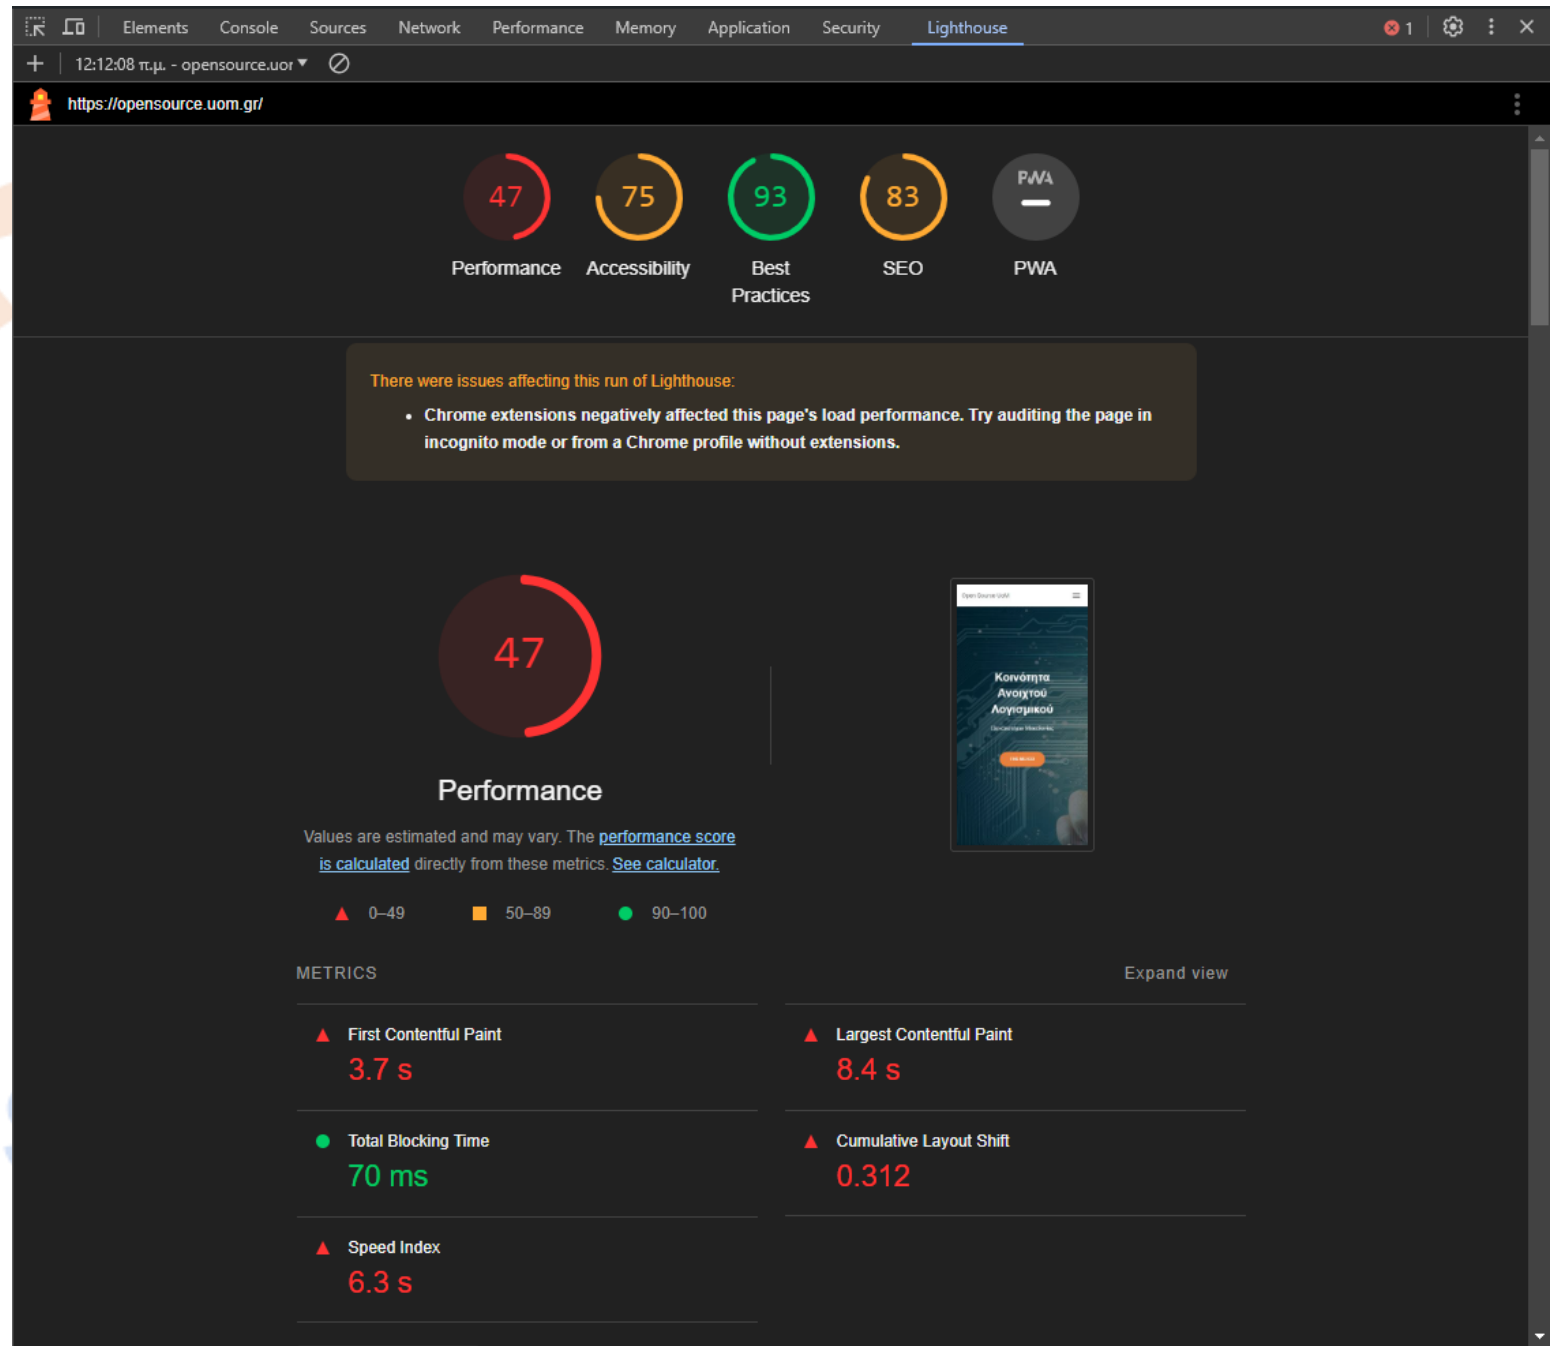 Elements Console Sources Network Performance Memory Application Security Lighthouse 1
12:12:08 π.μ. - opensource.uor
https://opensource.uom.gr/
47 75 93 83 PWA
Performance Accessibility Best Practices SEO PWA
There were issues affecting this run of Lighthouse:
• Chrome extensions negatively affected this page's load performance. Try auditing the page in
incognito mode or from a Chrome profile without extensions.
47
Performance
Values are estimated and may vary. The performance score
is calculated directly from these metrics. See calculator.
0–49 50–89 90–100
Open Source UoM
Κοινότητα
Ανοιχτού
Λογισμικού
METRICS Expand view
First Contentful Paint
3.7 s
Largest Contentful Paint
8.4 s
Total Blocking Time
70 ms
Cumulative Layout Shift
0.312
Speed Index
6.3 s